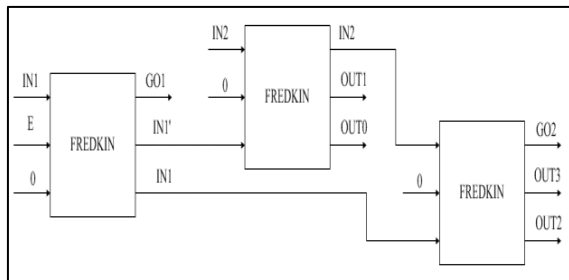 IN2
IN2
IN1
GO1
0
OUT1
FREDKIN
E
IN1'
OUT0
FREDKIN
GO2
0
IN1
0
OUT3
FREDKIN
OUT2